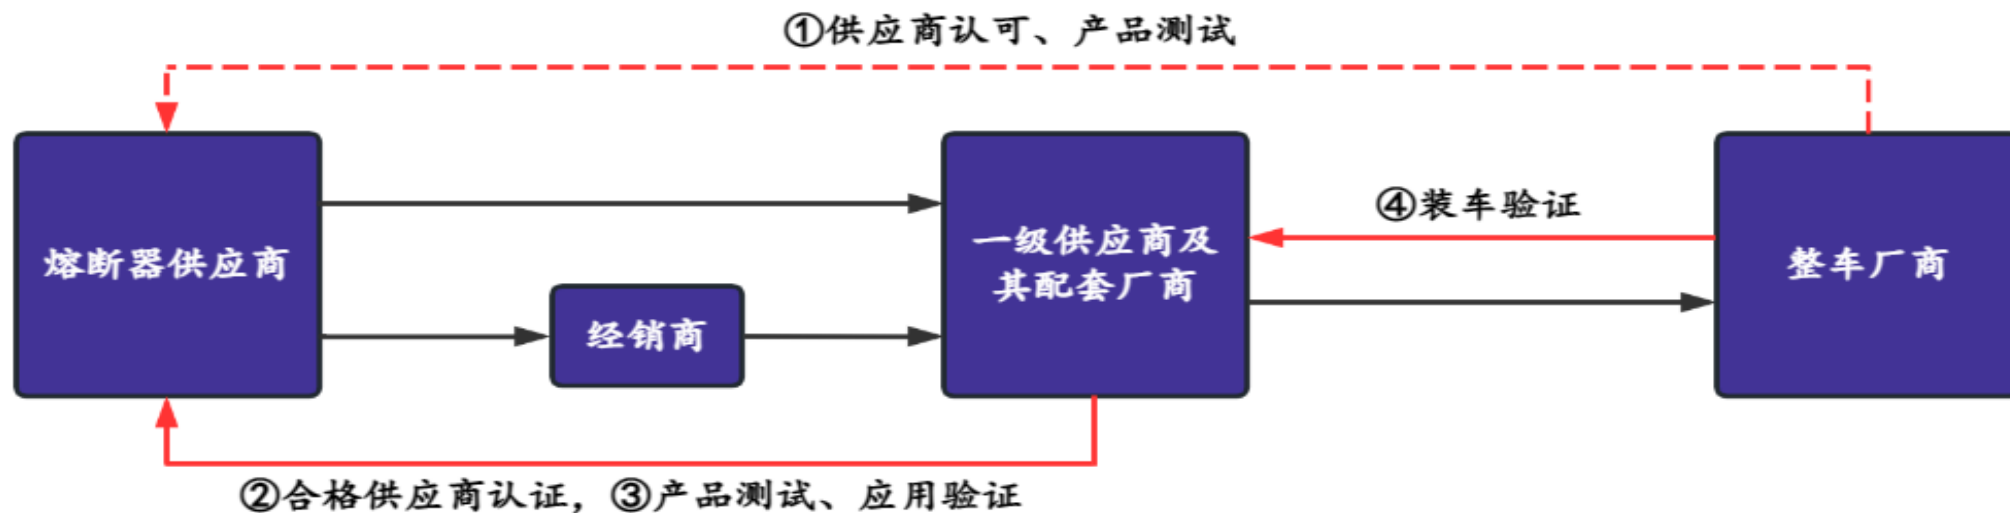 ①供应商认可、产品测试
熔断器供应商
经销商
一级供应商及
其配套厂商
④装车验证
整车厂商
②合格供应商认证，③产品测试、应用验证